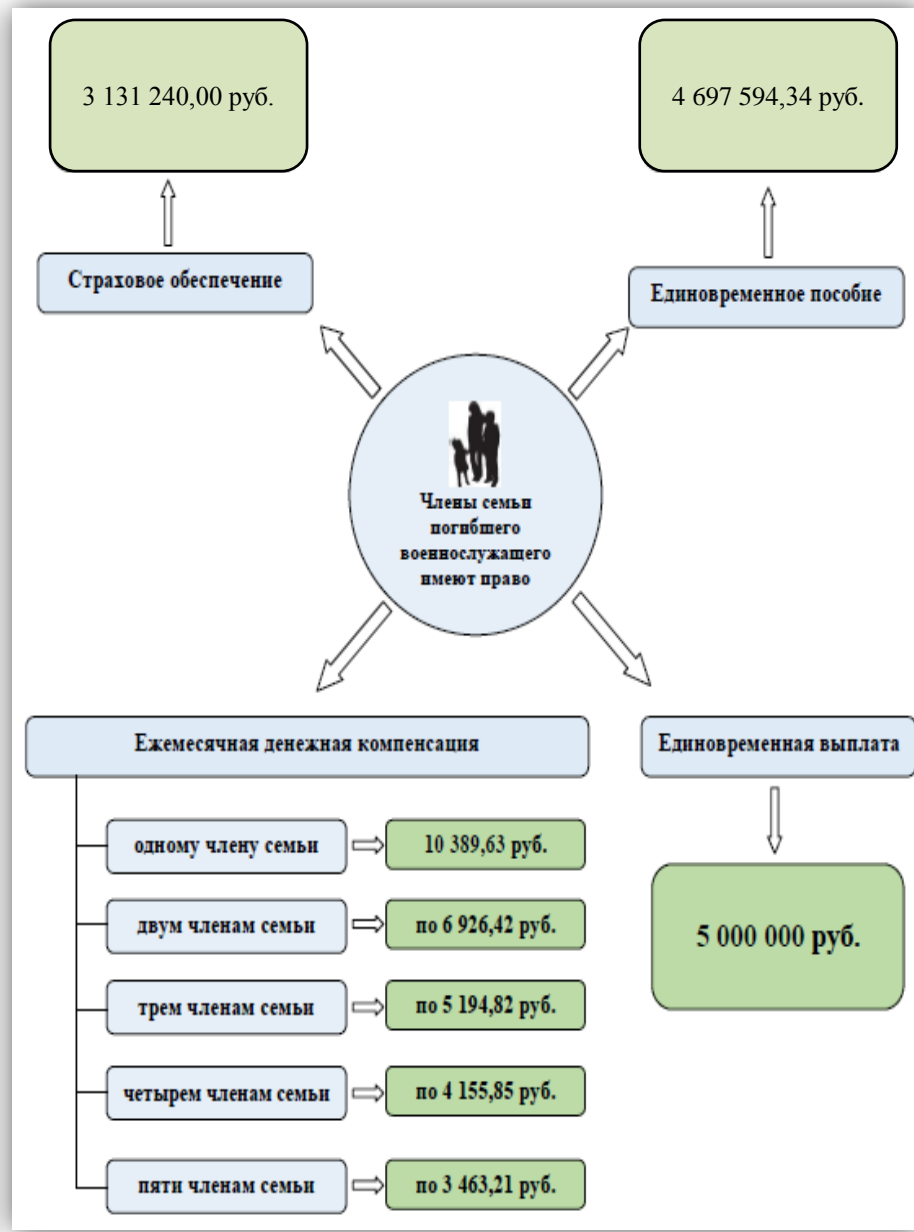 3 131 240,00 руб.
4 697 594,34 руб.
Страховое обеспечение
Единовременное пособие
Члены семьи
погибшего
военнослужащего
имеют право
Ежемесячная денежная компенсация
Единовременная выплата
одному члену семьи
10 389,63 руб.
двум членам семьи
по 6 926,42 руб.
5 000 000 руб.
трем членам семьи
по 5 194,82 руб.
четырем членам семьи
по 4 155,85 руб.
пяти членам семьи
по 3 463,21 руб.